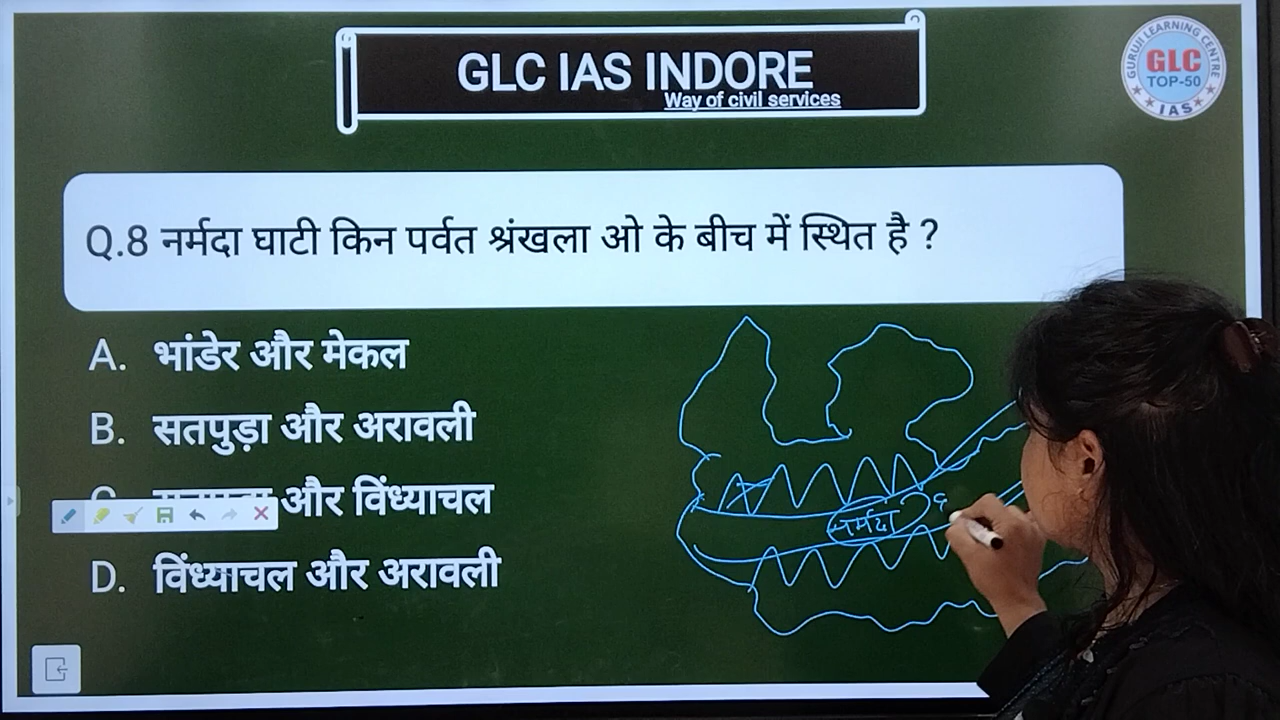 GLC IAS INDORE
Way of civil services
GURUJI LEARNING CENTRE
GLC
TOP-50
IAS
Q.8 नर्मदा घाटी किन पर्वत श्रंखला ओ के बीच में स्थित है ?
A. भांडेर और मेकल
B. सतपुड़ा और अरावली
और विंध्याचल
D. विंध्याचल और अरावली
नर्मदा